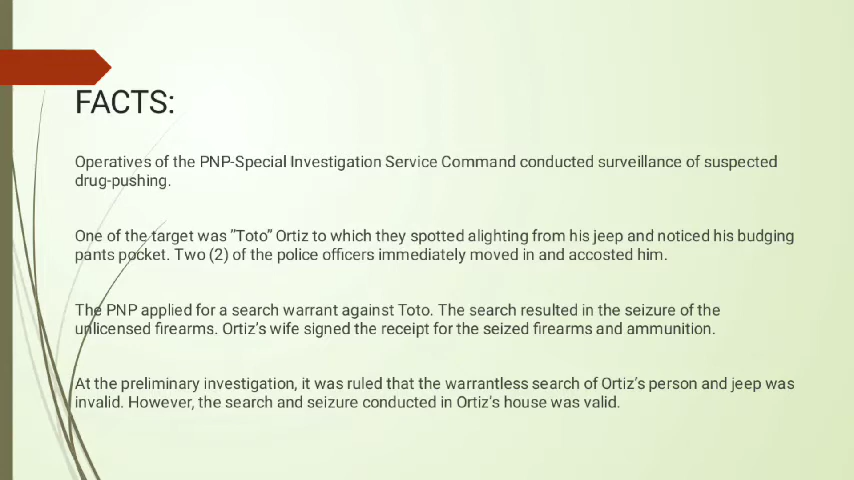 FACTS:
Operatives of the PNP-Special Investigation Service Command conducted surveillance of suspected
drug-pushing.
One of the target was ”Toto” Ortiz to which they spotted alighting from his jeep and noticed his budging
pants pocket. Two (2) of the police officers immediately moved in and accosted him.
The PNP applied for a search warrant against Toto. The search resulted in the seizure of the
unlicensed firearms. Ortiz’s wife signed the receipt for the seized firearms and ammunition.
At the preliminary investigation, it was ruled that the warrantless search of Ortiz’s person and jeep was
invalid. However, the search and seizure conducted in Ortiz’s house was valid.